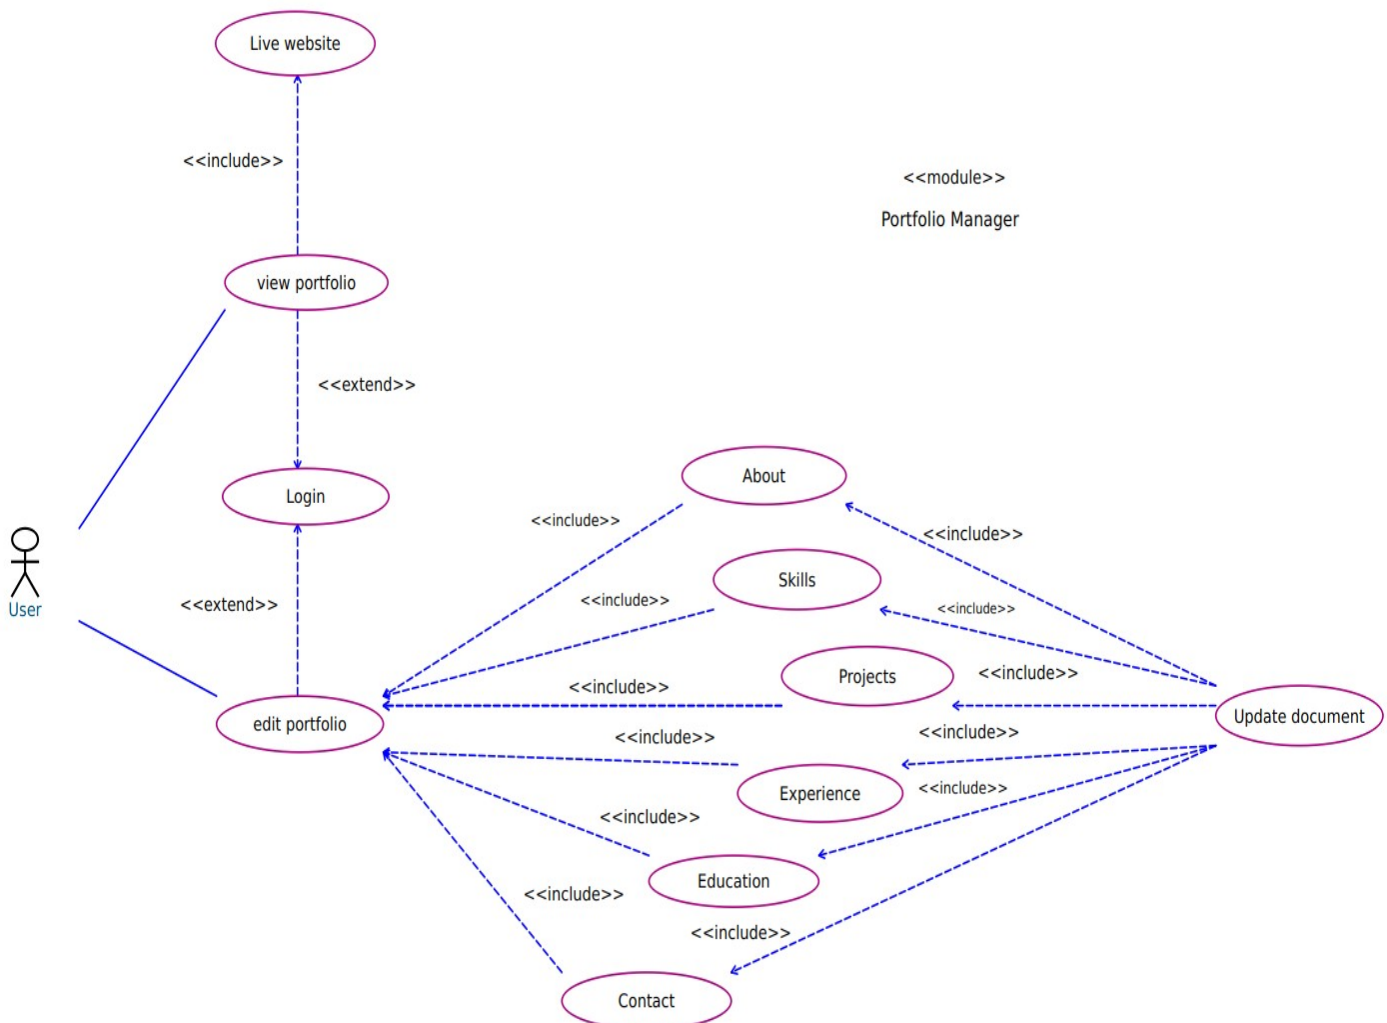 Live website
<<include>>
<<module>>
Portfolio Manager
view portfolio
<<extend>>
About
Login
<<include>>
<<include>>
Skills
<<include>>
<<extend>>
<<include>>
User
Projects
<<include>>
<<include>>
edit portfolio
Update document
<<include>>
<<include>>
Experience
<<include>>
<<include>>
Education
<<include>>
<<include>>
Contact